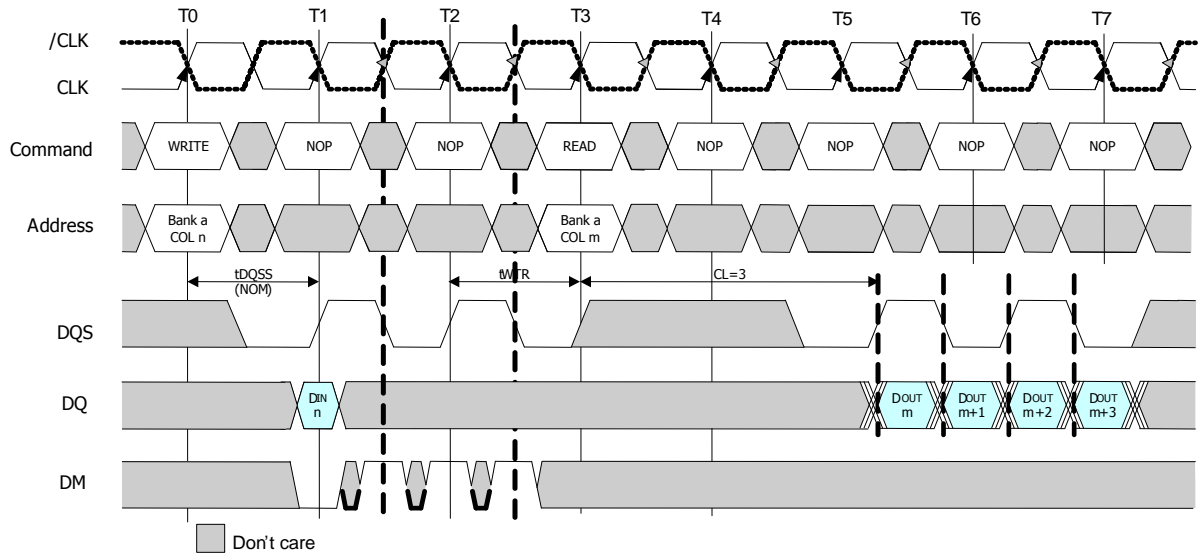 T0 T1 T2 T3 T4 T5 T6 T7
/CLK
CLK
Command WRITE NOP NOP READ NOP NOP NOP NOP
Address Bank a COL n Bank a COL m
tDQSS (NOM) tWTR CL=3
DQS
DQ DIN n DOUT m DOUT m+1 DOUT m+2 DOUT m+3
DM
Don't care